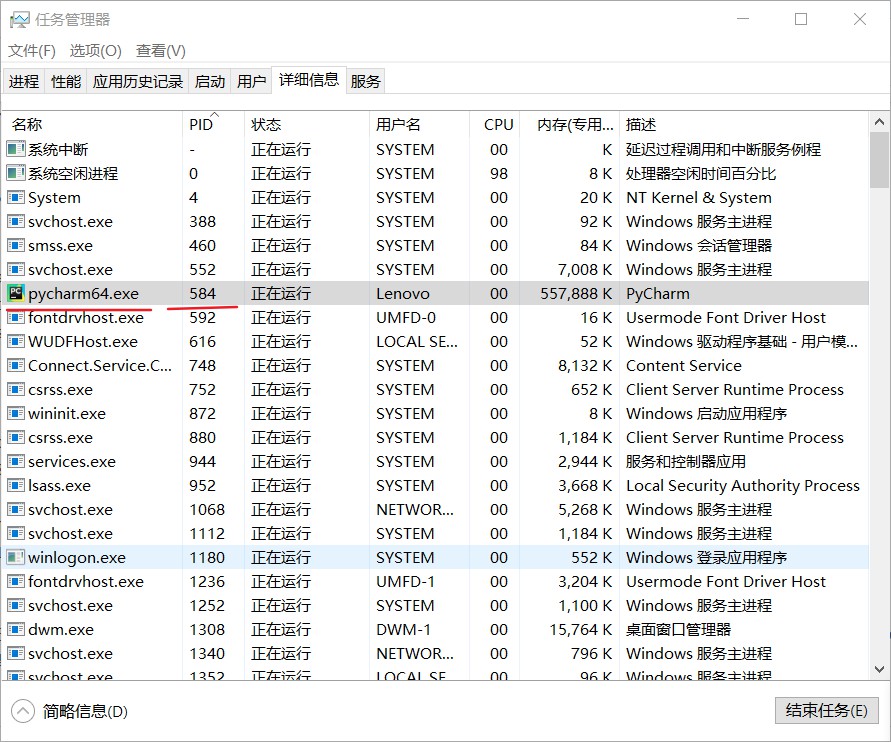 任务管理器
文件(F) 选项(O) 查看(V)
进程 性能 应用历史记录 启动 用户 详细信息 服务
名称 PID 状态 用户名 CPU 内存(专用... 描述
系统中断 - 正在运行 SYSTEM 00 K 延迟过程调用和中断服务例程
系统空闲进程 0 正在运行 SYSTEM 98 8 K 处理器空闲时间百分比
System 4 正在运行 SYSTEM 00 20 K NT Kernel & System
svchost.exe 388 正在运行 SYSTEM 00 92 K Windows 服务主进程
smss.exe 460 正在运行 SYSTEM 00 84 K Windows 会话管理器
svchost.exe 552 正在运行 SYSTEM 00 7,008 K Windows 服务主进程
PC pycharm64.exe 584 正在运行 Lenovo 00 557,888 K PyCharm
fontdrvhost.exe 592 正在运行 UMFD-0 00 16 K Usermode Font Driver Host
WUDFHost.exe 616 正在运行 LOCAL SE... 00 52 K Windows 驱动程序基础 - 用户模...
Connect.Service.C... 748 正在运行 SYSTEM 00 8,132 K Content Service
csrss.exe 752 正在运行 SYSTEM 00 652 K Client Server Runtime Process
wininit.exe 872 正在运行 SYSTEM 00 8 K Windows 启动应用程序
csrss.exe 880 正在运行 SYSTEM 00 1,184 K Client Server Runtime Process
services.exe 944 正在运行 SYSTEM 00 2,944 K 服务和控制器应用
lsass.exe 952 正在运行 SYSTEM 00 3,668 K Local Security Authority Process
svchost.exe 1068 正在运行 NETWOR... 00 5,268 K Windows 服务主进程
svchost.exe 1112 正在运行 SYSTEM 00 1,184 K Windows 服务主进程
winlogon.exe 1180 正在运行 SYSTEM 00 552 K Windows 登录应用程序
fontdrvhost.exe 1236 正在运行 UMFD-1 00 3,204 K Usermode Font Driver Host
svchost.exe 1252 正在运行 SYSTEM 00 1,100 K Windows 服务主进程
dwm.exe 1308 正在运行 DWM-1 00 15,764 K 桌面窗口管理器
svchost.exe 1340 正在运行 NETWOR... 00 796 K Windows 服务主进程
svchost.exe 1352 正在运行 LOCAL SE... 00 96 K Windows 服务主进程
简略信息(D) 结束任务(E)